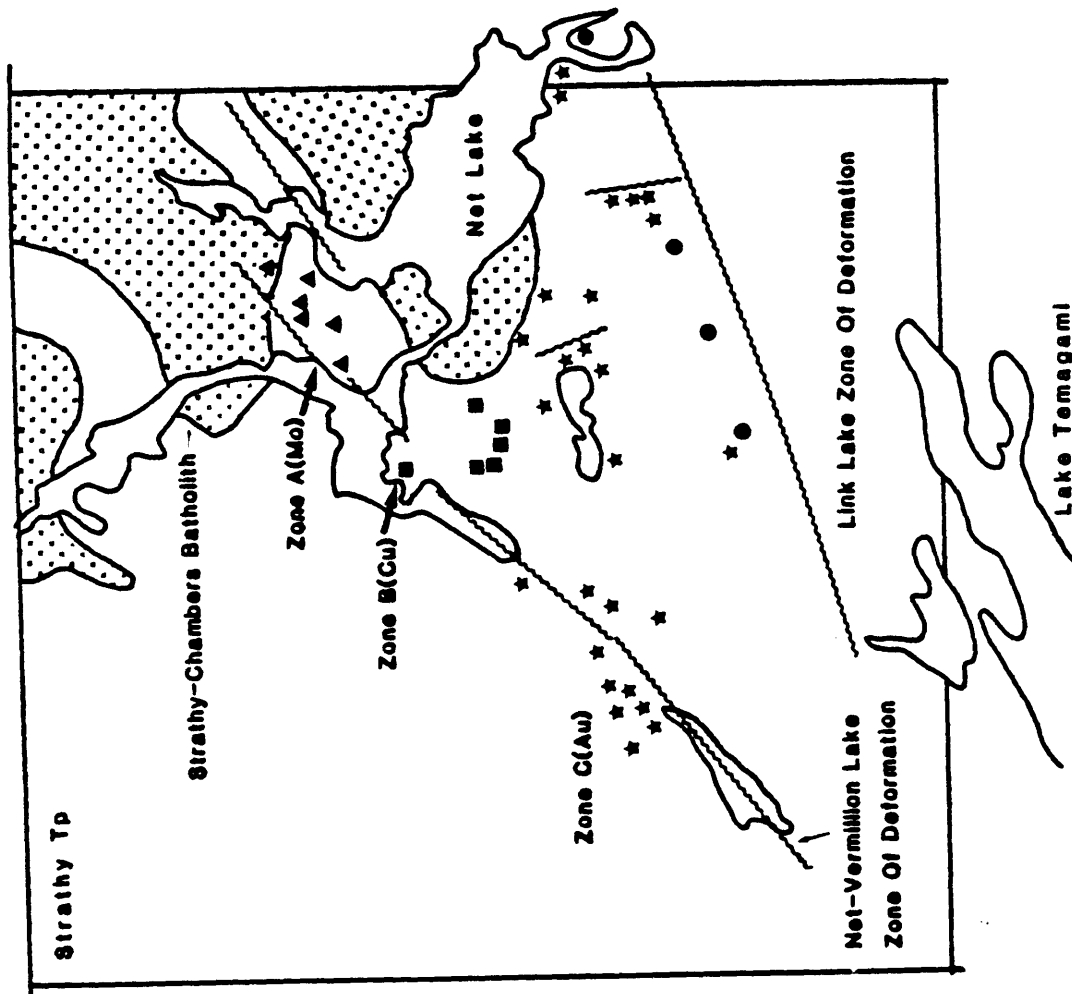 Strathy Tp
Strathy-Chambers Batholith
Zone A(Mo)
Net Lake
Zone B(Cu)
Zone C(Au)
Link Lake Zone Of Deformation
Net-Vermillion Lake
Zone Of Deformation
Lake Temagami